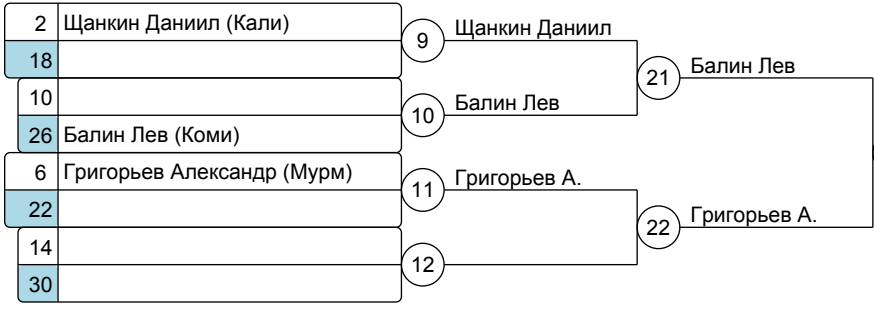 2 Щанкин Даниил (Кали)
18
10
26 Балин Лев (Коми)
6 Григорьев Александр (Мурм)
22
14
30
9 Щанкин Даниил
10 Балин Лев
11 Григорьев А.
12
21 Балин Лев
22 Григорьев А.